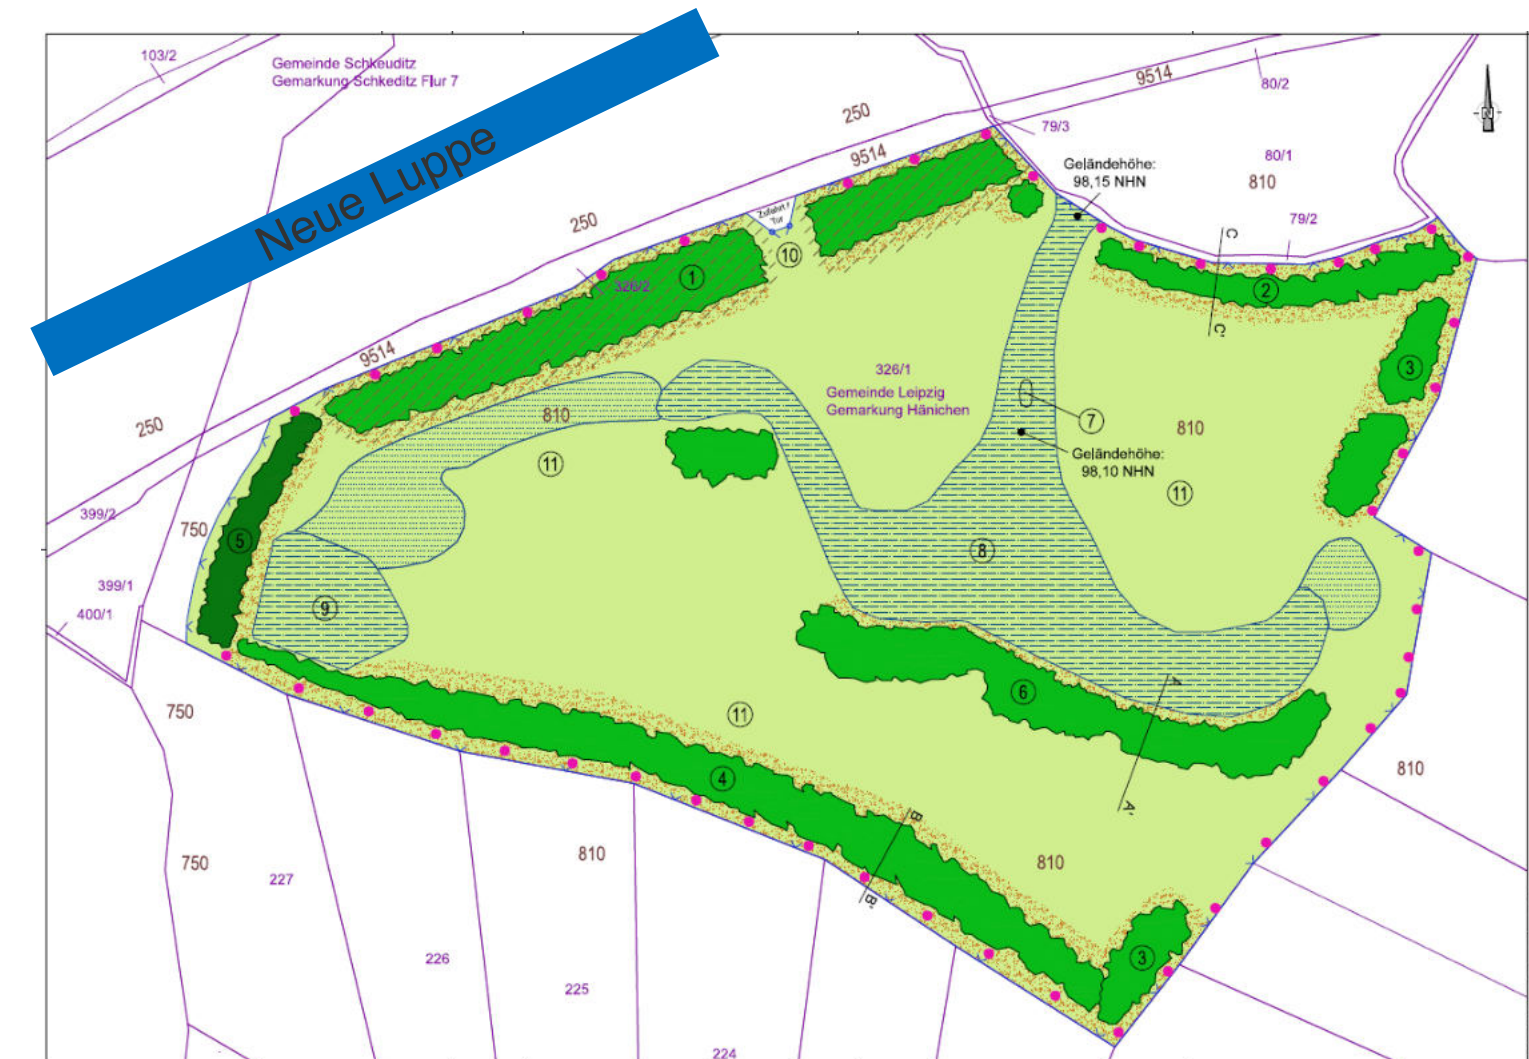 103/2
Gemeinde Schkeuditz
Gemarkung Schkeditz Flur 7
Neue Luppe
250
9514
80/2
79/3
80/1
810
79/2
Geländehöhe:
98,15 NHN
9514
250
Zufahrt /
Tor
10
C
C'
2
326/2
1
9514
3
326/1
Gemeinde Leipzig
Gemarkung Hänichen
7
810
810
250
Geländehöhe:
98,10 NHN
11
11
399/2
750
5
8
399/1
400/1
9
A
6
750
11
A'
4
810
B
750
810
810
227
B'
226
3
225
224
N